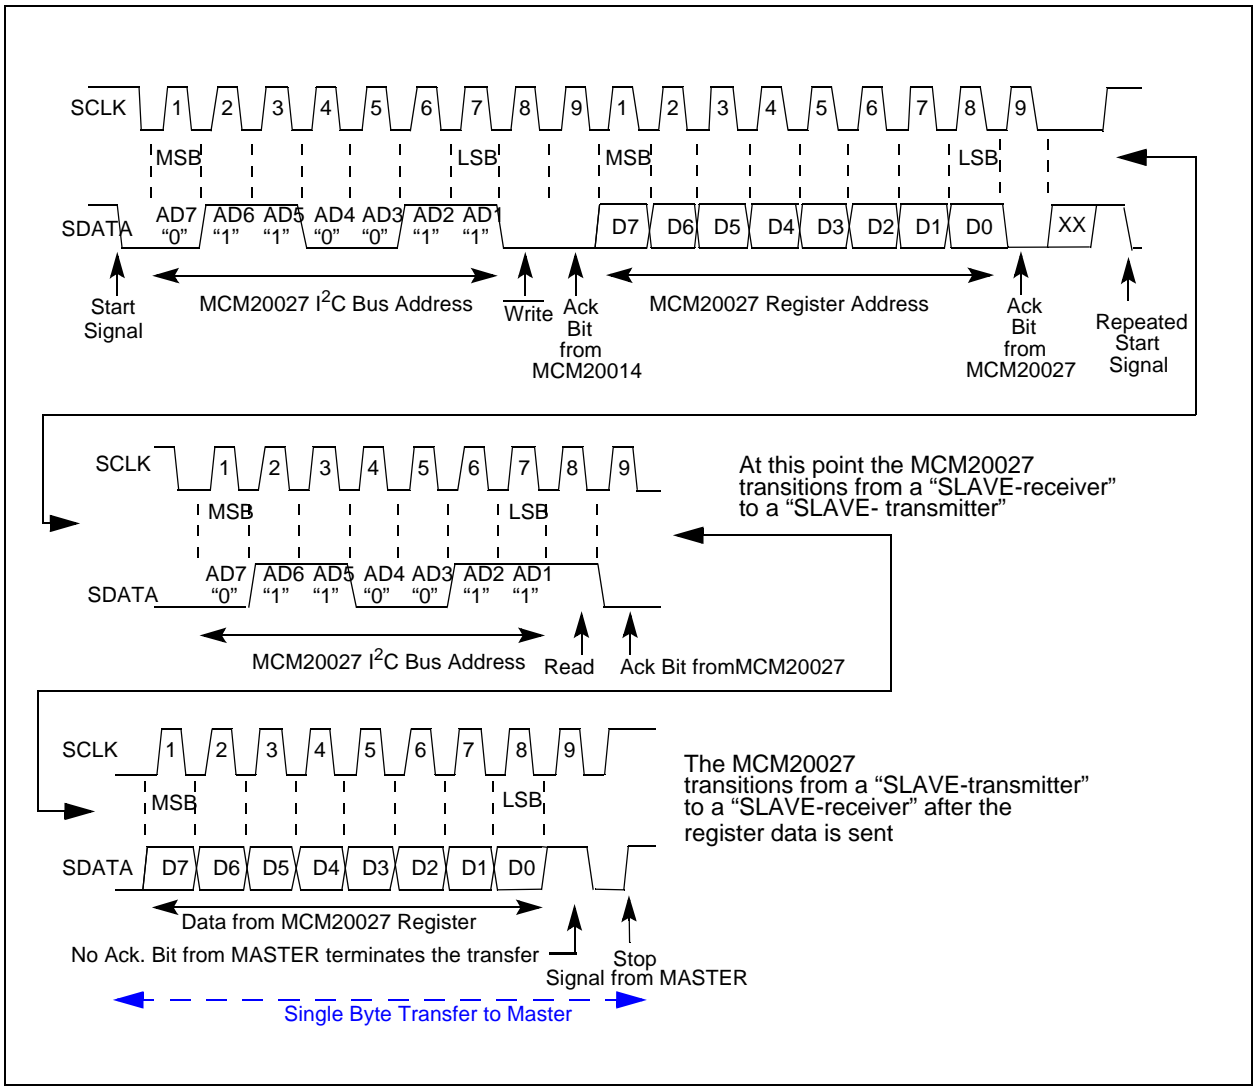 SCLK 1 2 3 4 5 6 7 8 9 1 2 3 4 5 6 7 8 9
MSB LSB MSB LSB
SDATA AD7 AD6 AD5 AD4 AD3 AD2 AD1 D7 D6 D5 D4 D3 D2 D1 D0 XX
“0” “1” “1” “0” “0” “1” “1”
Start
Signal
MCM20027 I2C Bus Address
Write
Ack
Bit
from
MCM20014
MCM20027 Register Address
Ack
Bit
from
MCM20027
Repeated
Start
Signal
SCLK 1 2 3 4 5 6 7 8 9
MSB LSB
At this point the MCM20027
transitions from a “SLAVE-receiver”
to a “SLAVE- transmitter”
SDATA AD7 AD6 AD5 AD4 AD3 AD2 AD1
“0” “1” “1” “0” “0” “1” “1”
MCM20027 I2C Bus Address
Read
Ack Bit fromMCM20027
SCLK 1 2 3 4 5 6 7 8 9
MSB LSB
The MCM20027
transitions from a “SLAVE-transmitter”
to a “SLAVE-receiver” after the
register data is sent
SDATA D7 D6 D5 D4 D3 D2 D1 D0
Data from MCM20027 Register
No Ack. Bit from MASTER terminates the transfer
Stop
Signal from MASTER
Single Byte Transfer to Master